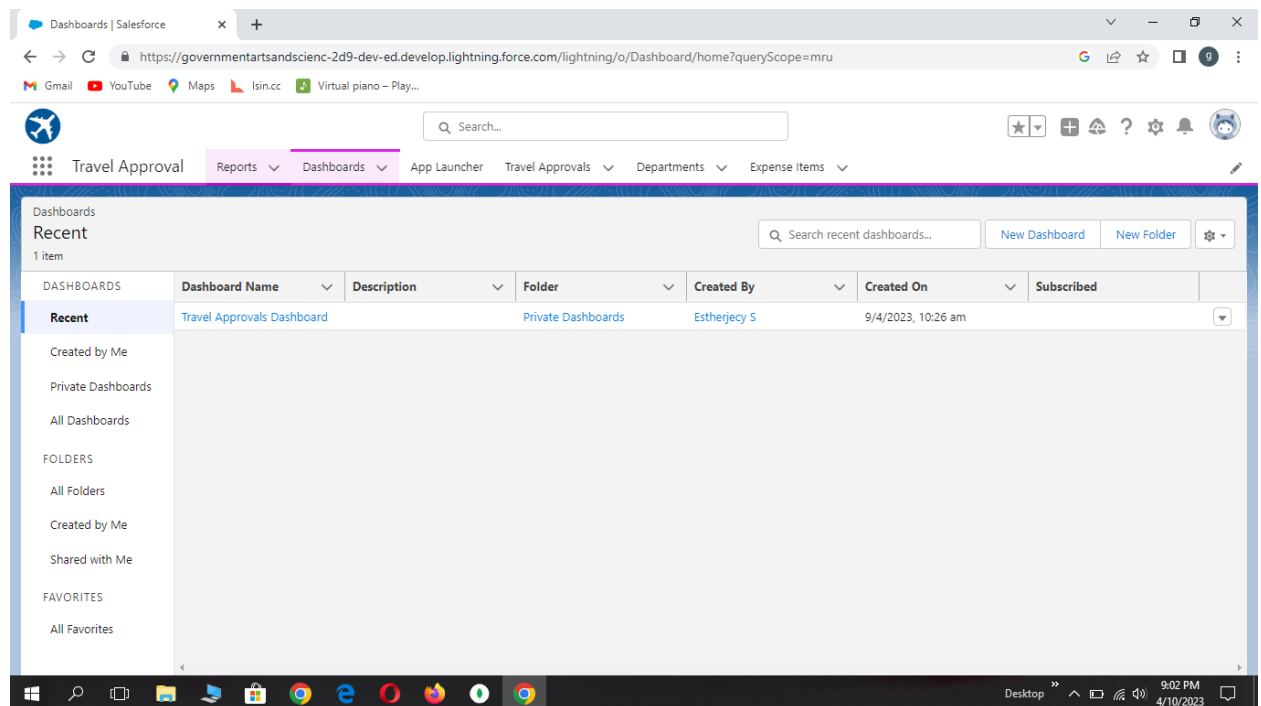 Dashboards | Salesforce
https://governmentartsandscienc-2d9-dev-ed.develop.lightning.force.com/lightning/o/Dashboard/home?queryScope=mru
G
g
Gmail YouTube Maps Isin.cc Virtual piano – Play...
Search...
Travel Approval Reports Dashboards App Launcher Travel Approvals Departments Expense Items
Dashboards
Recent
1 item
Search recent dashboards...
New Dashboard New Folder
DASHBOARDS
Dashboard Name Description Folder Created By Created On Subscribed
Recent
Travel Approvals Dashboard Private Dashboards Estherjecy S 9/4/2023, 10:26 am
Created by Me
Private Dashboards
All Dashboards
FOLDERS
All Folders
Created by Me
Shared with Me
FAVORITES
All Favorites
Desktop
9:02 PM
4/10/2023